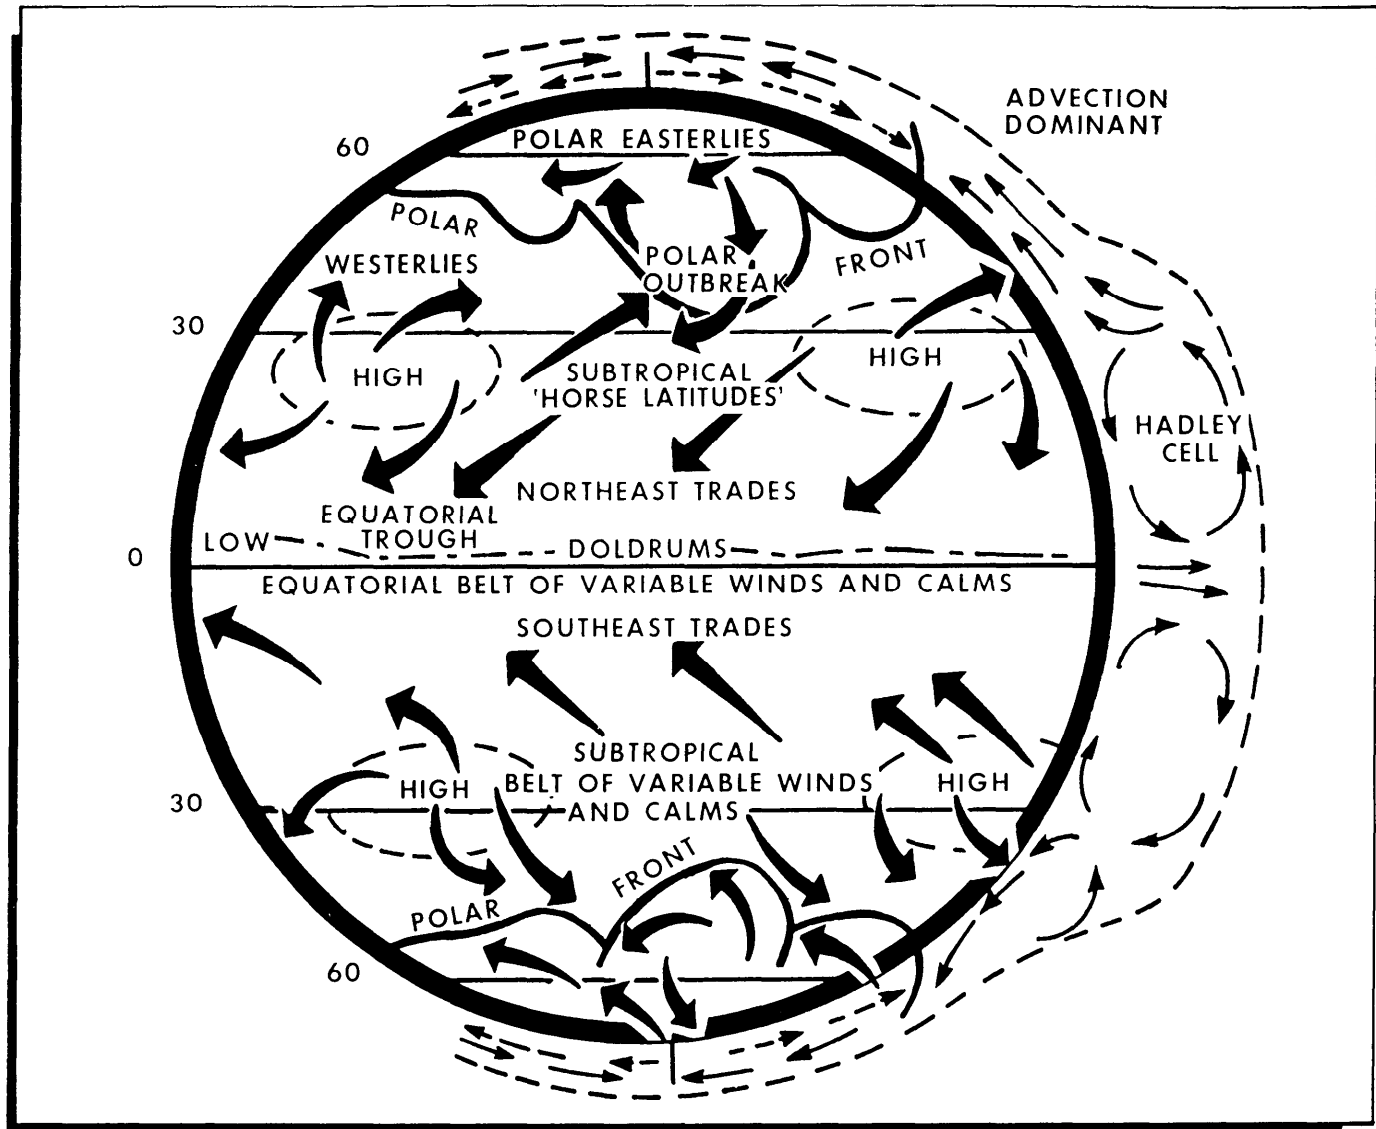 ADVECTION
DOMINANT
60
POLAR EASTERLIES
POLAR
WESTERLIES
POLAR
OUTBREAK
FRONT
30
HIGH
SUBTROPICAL
'HORSE LATITUDES'
HIGH
HADLEY
CELL
NORTHEAST TRADES
EQUATORIAL
TROUGH
LOW
DOLDRUMS
0
EQUATORIAL BELT OF VARIABLE WINDS AND CALMS
SOUTHEAST TRADES
SUBTROPICAL
BELT OF VARIABLE WINDS
AND CALMS
HIGH
HIGH
30
FRONT
POLAR
60